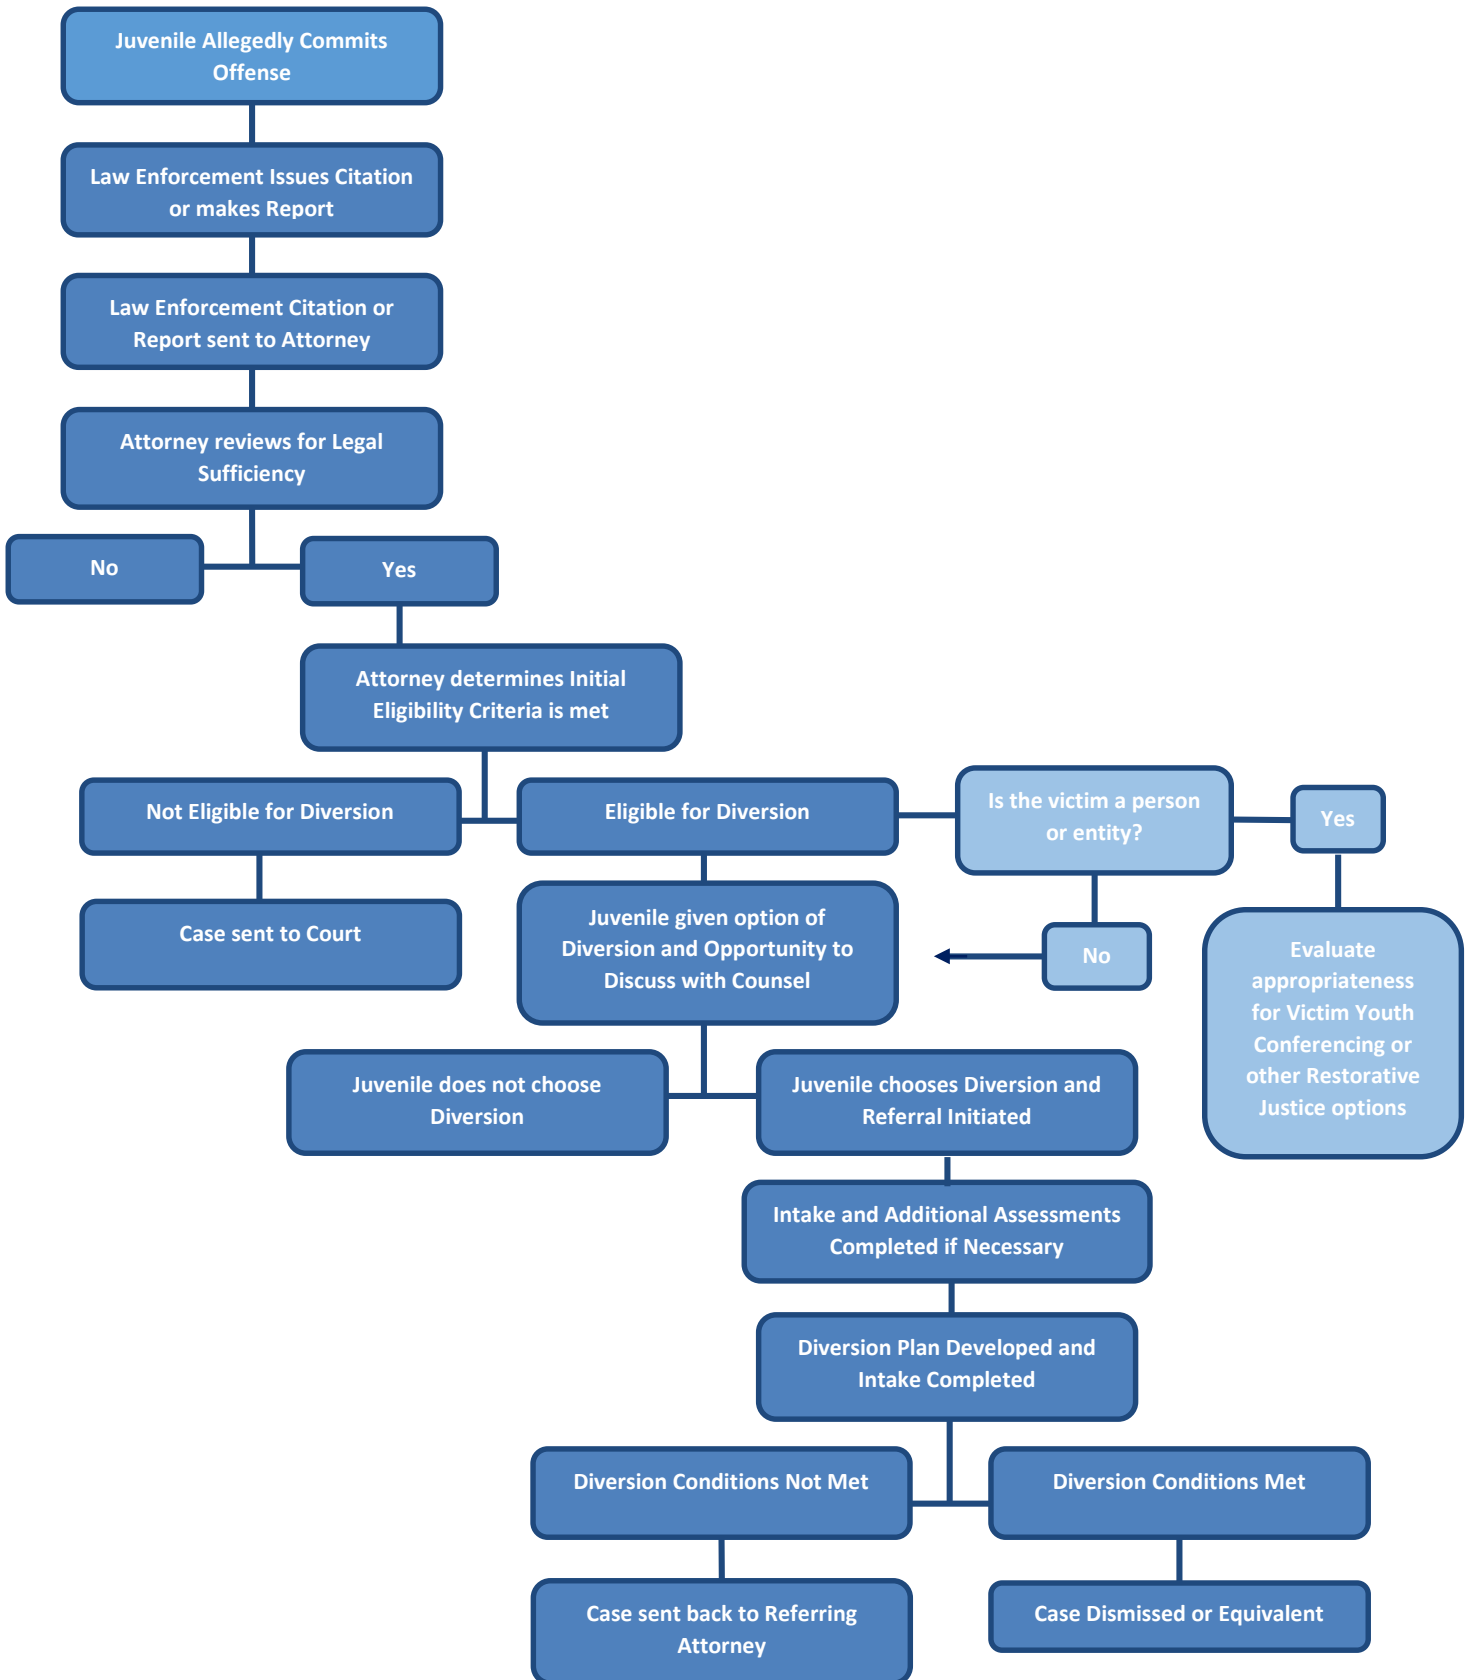 Juvenile Allegedly Commits
Offense
Law Enforcement Issues Citation
or makes Report
Law Enforcement Citation or
Report sent to Attorney
Attorney reviews for Legal
Sufficiency
No
Yes
Attorney determines Initial
Eligibility Criteria is met
Not Eligible for Diversion
Eligible for Diversion
Is the victim a person
or entity?
Yes
Case sent to Court
Juvenile given option of
Diversion and Opportunity to
Discuss with Counsel
No
Evaluate
appropriateness
for Victim Youth
Conferencing or
other Restorative
Justice options
Juvenile does not choose
Diversion
Juvenile chooses Diversion and
Referral Initiated
Intake and Additional Assessments
Completed if Necessary
Diversion Plan Developed and
Intake Completed
Diversion Conditions Not Met
Diversion Conditions Met
Case sent back to Referring
Attorney
Case Dismissed or Equivalent